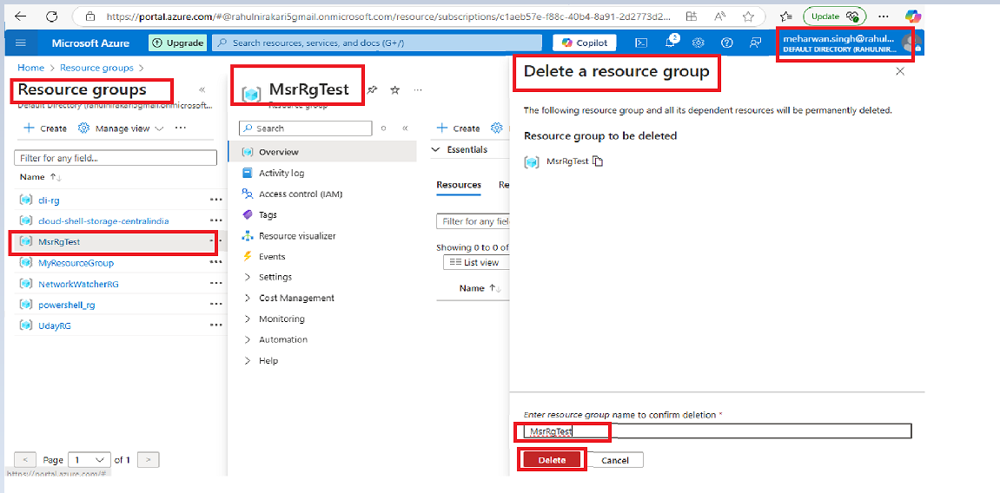 https://portal.azure.com/#@rahulnirakari5gmail.onmicrosoft.com/resource/subscriptions/c1aeb57e-f88c-40b4-8a91-2d2773d2...
Update
Microsoft Azure
Upgrade
Search resources, services, and docs (G+/)
Copilot
2
meharwan.singh@rahul...
DEFAULT DIRECTORY (RAHULNIR...
Home > Resource groups >
Resource groups
Default Directory (rahulnirakari5gmail.onmicrosoft...
+ Create
Manage view
...
Filter for any field...
Name ↑↓
cli-rg
cloud-shell-storage-centralindia
MsrRgTest
MyResourceGroup
NetworkWatcherRG
powershell_rg
UdayRG
< Page 1 of 1 >
https://portal.azure.com/#
MsrRgTest
Resource group
Search
Overview
Activity log
Access control (IAM)
Tags
Resource visualizer
Events
Settings
Cost Management
Monitoring
Automation
Help
+ Create
Essentials
Resources
Re
Filter for any fiel
Showing 0 to 0 of
List view
Name ↑↓
Delete a resource group
The following resource group and all its dependent resources will be permanently deleted.
Resource group to be deleted
MsrRgTest
Enter resource group name to confirm deletion *
MsrRgTest
Delete
Cancel